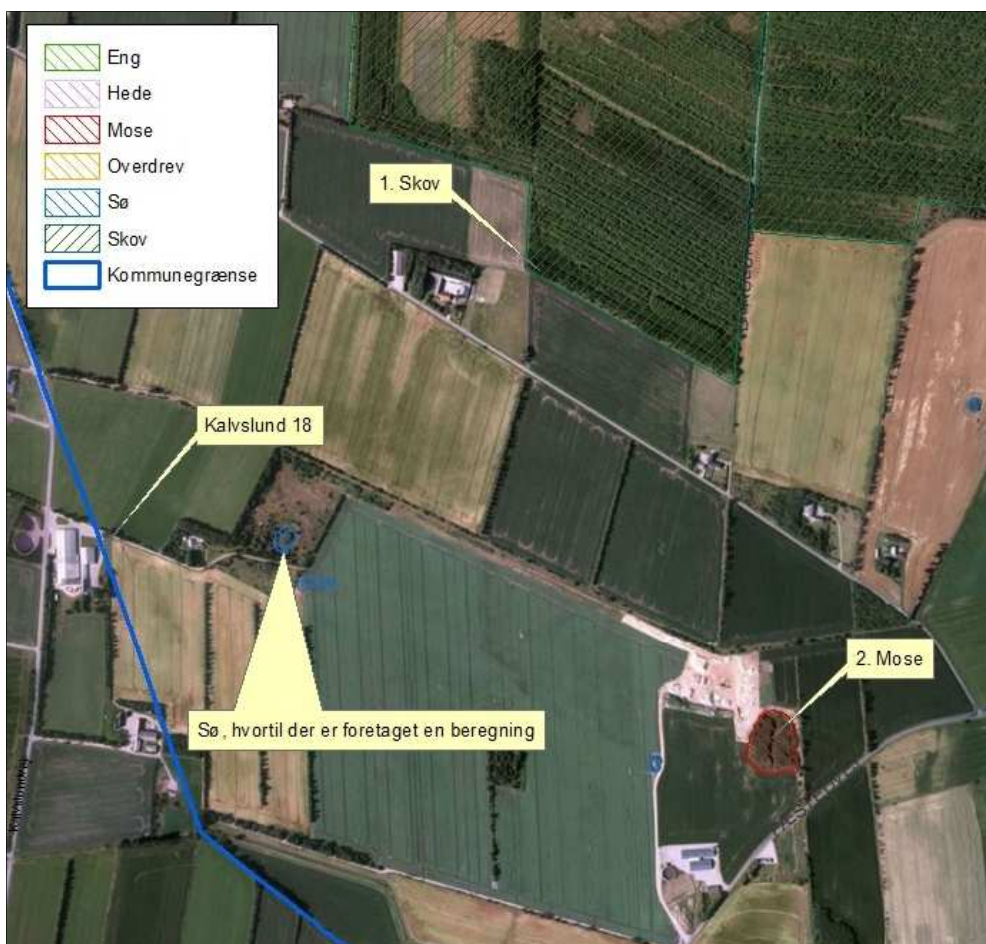 Eng
Hede
Mose
Overdrev
Sø
Skov
Kommunegrænse
1. Skov
Kalvslund 18
2. Mose
Sø, hvortil der er foretaget en beregning